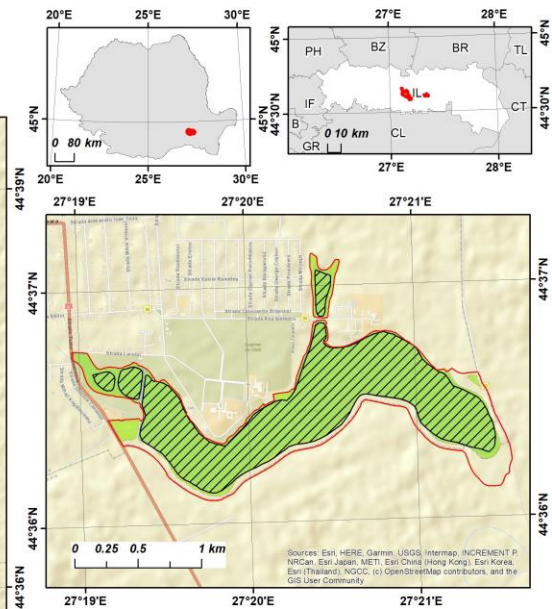 20°E 25°E 30°E
45°N
45°N
0 80 km
20°E 25°E 30°E
27°E 28°E
45°N
45°N
PH BZ BR TL
IF IL
44°30'N
44°30'N
CT
B
0 10 km
CL
GR
27°E 28°E
44°39'N
44°36'N
27°19'E 27°20'E 27°21'E
44°37'N
44°37'N
44°36'N
44°36'N
0 0.25 0.5 1 km
Sources: Esri, HERE, Garmin, USGS, Intermap, INCREMENT P,
NRCan, Esri Japan, METI, Esri China (Hong Kong), Esri Korea,
Esri (Thailand), NGCC, (c) OpenStreetMap contributors, and the
GIS User Community
27°19'E 27°20'E 27°21'E